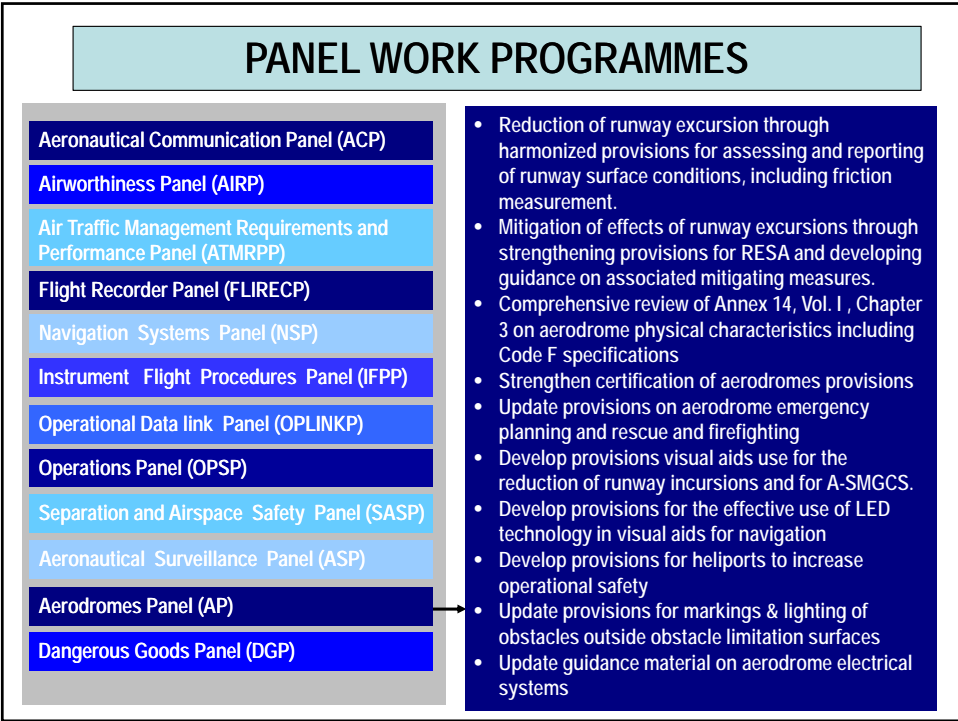 PANEL WORK PROGRAMMES
Aeronautical Communication Panel (ACP)
Airworthiness Panel (AIRP)
Air Traffic Management Requirements and
Performance Panel (ATMRPP)
Flight Recorder Panel (FLIRECP)
Navigation Systems Panel (NSP)
Instrument Flight Procedures Panel (IFPP)
Operational Data link Panel (OPLINKP)
Operations Panel (OPSP)
Separation and Airspace Safety Panel (SASP)
Aeronautical Surveillance Panel (ASP)
Aerodromes Panel (AP)
Dangerous Goods Panel (DGP)
• Reduction of runway excursion through
harmonized provisions for assessing and reporting
of runway surface conditions, including friction
measurement.
• Mitigation of effects of runway excursions through
strengthening provisions for RESA and developing
guidance on associated mitigating measures.
• Comprehensive review of Annex 14, Vol. I , Chapter
3 on aerodrome physical characteristics including
Code F specifications
• Strengthen certification of aerodromes provisions
• Update provisions on aerodrome emergency
planning and rescue and firefighting
• Develop provisions visual aids use for the
reduction of runway incursions and for A-SMGCS.
• Develop provisions for the effective use of LED
technology in visual aids for navigation
• Develop provisions for heliports to increase
operational safety
• Update provisions for markings & lighting of
obstacles outside obstacle limitation surfaces
• Update guidance material on aerodrome electrical
systems